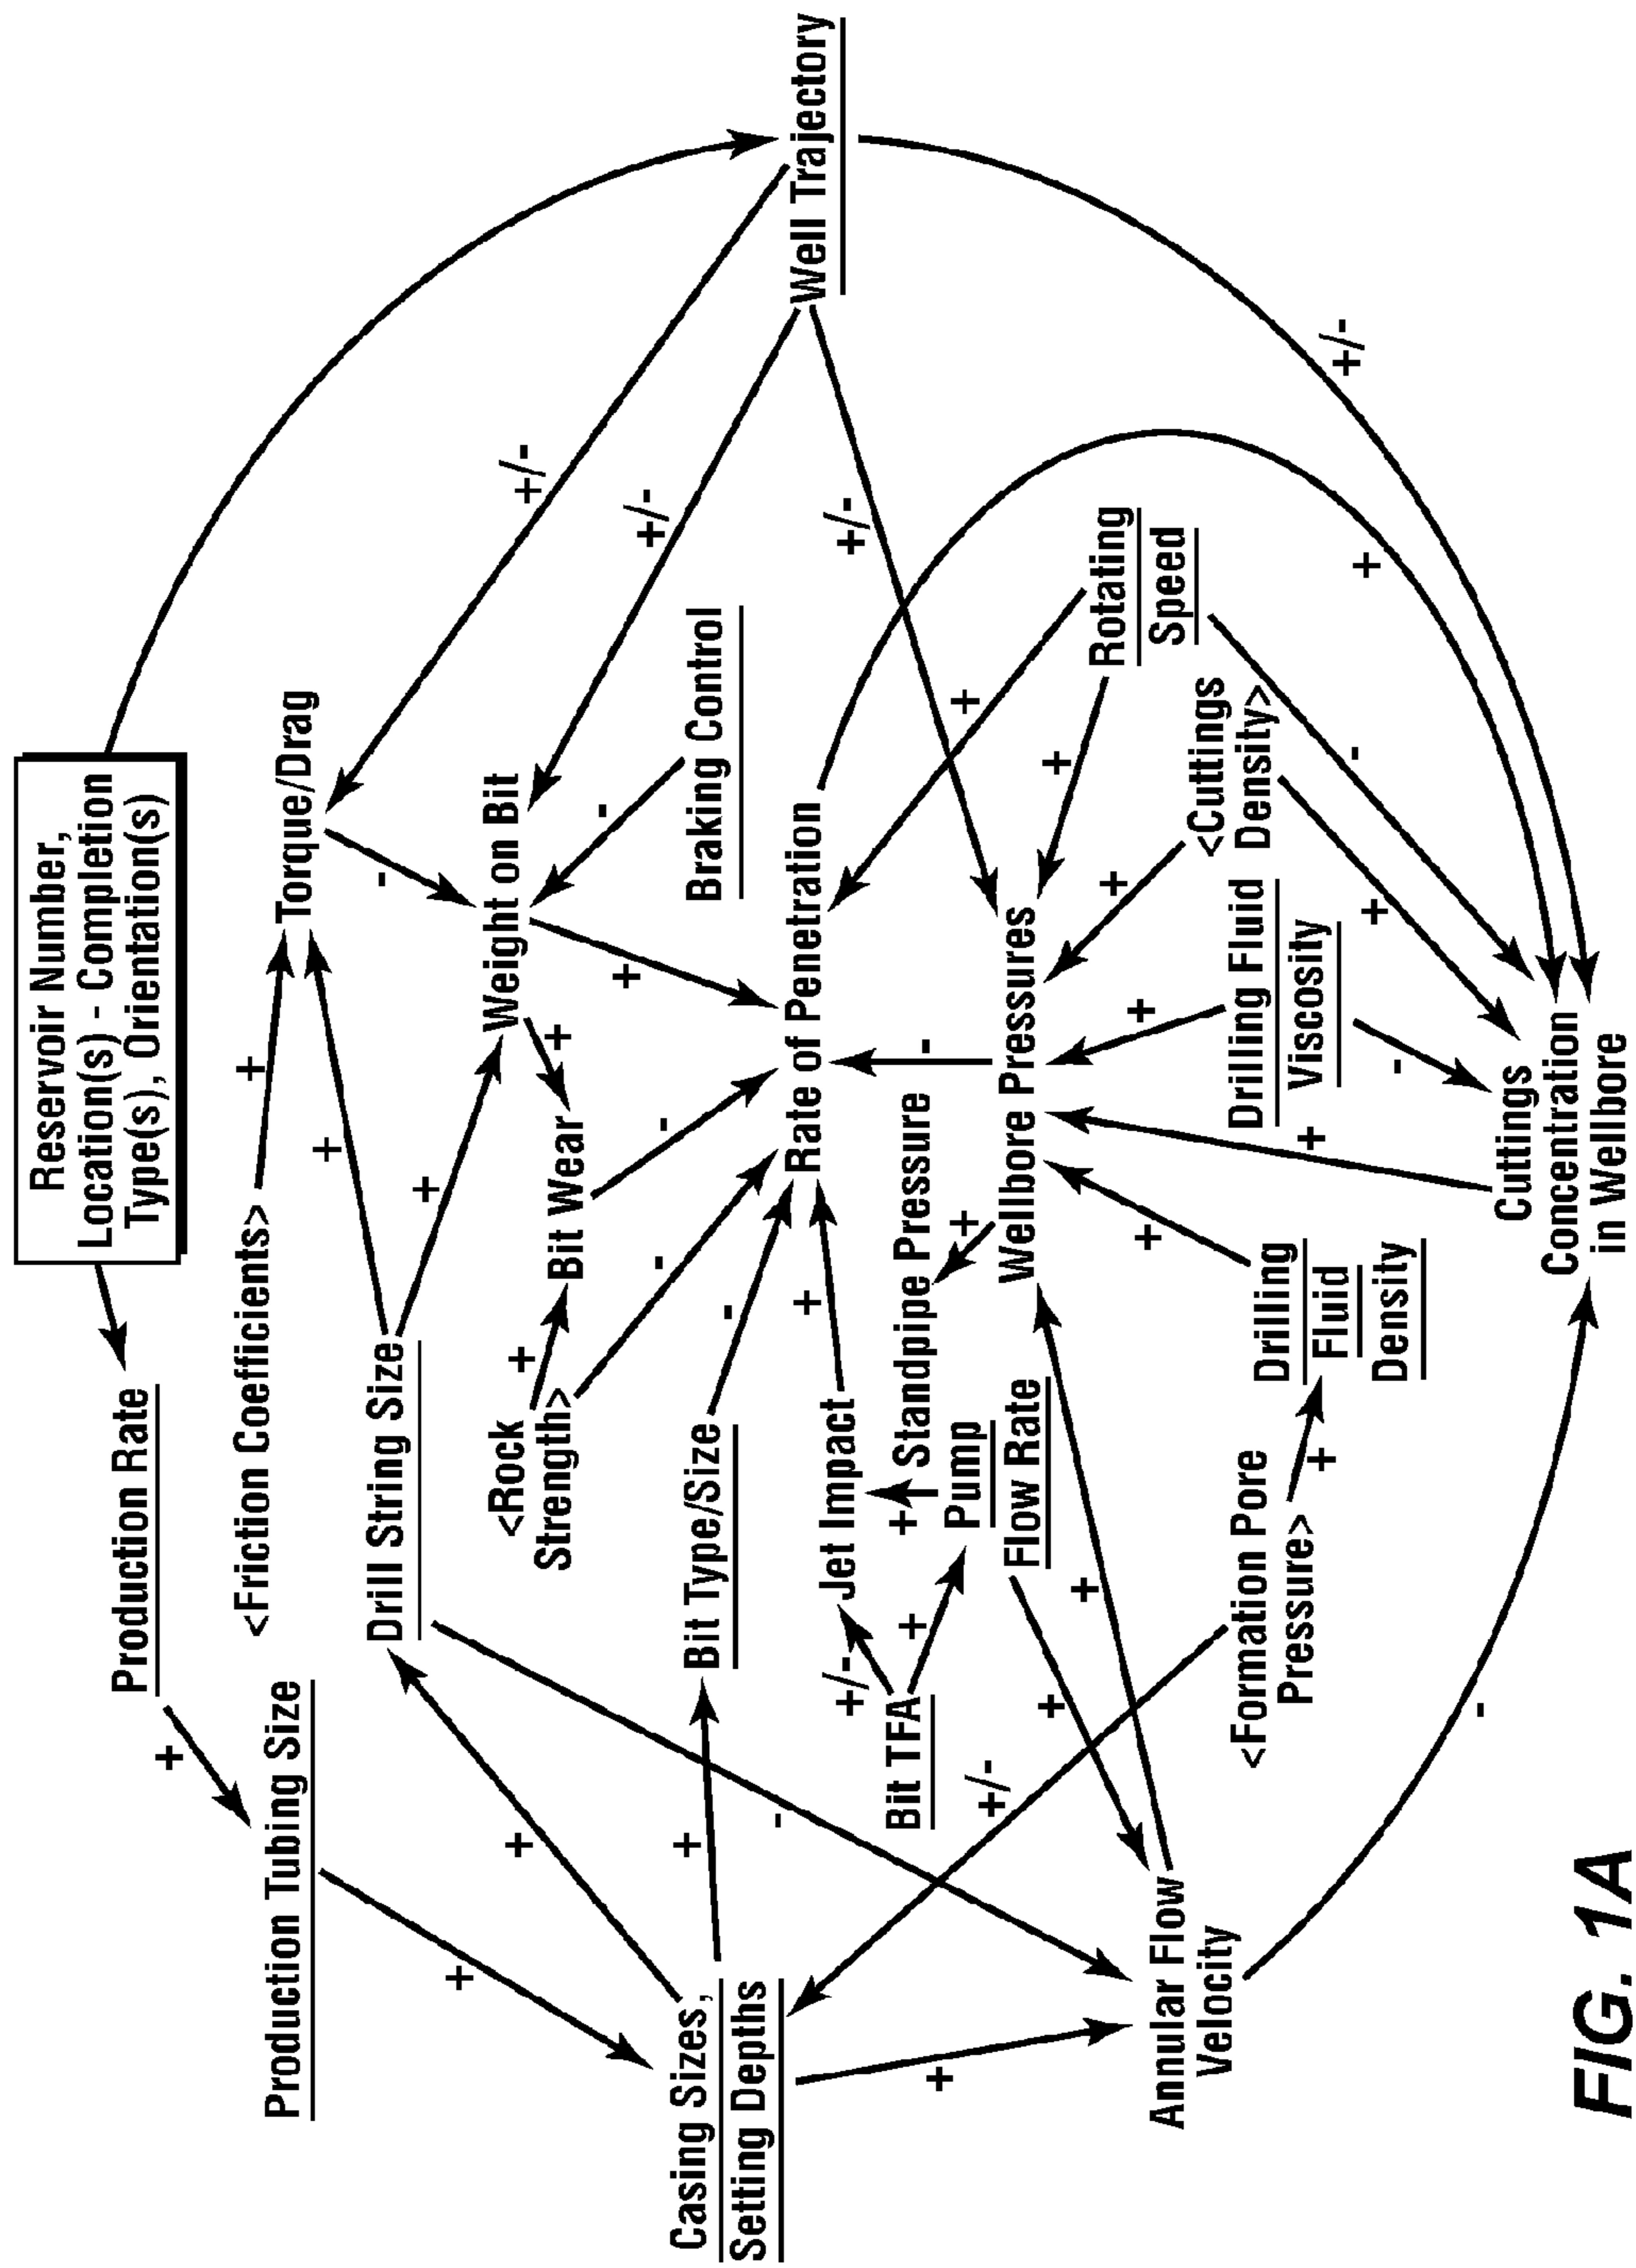 Reservoir Number,
Location(s) - Completion
Type(s), Orientation(s)
Production Rate
+
Production Tubing Size
<Friction Coefficients>
+
Torque/Drag
+
Drill String Size
+
-
+/-
+
+
<Rock
Strength>
+
Weight on Bit
+
Bit Wear
-
+/-
-
+
-
Braking Control
Casing Sizes,
Setting Depths
+
Bit Type/Size
-
-
+
+/-
Jet Impact
+
Rate of Penetration
Well Trajectory
+/-
Bit TFA
+
+
Standpipe Pressure
-
+
+
+
+/-
Pump
Flow Rate
+
+
Wellbore Pressures
+
+
Rotating
Speed
Annular Flow
Velocity
+
+
<Cuttings
Density>
<Formation Pore
Pressure>
+
Drilling
Fluid
Density
+
Drilling Fluid
Viscosity
-
+
-
+
+/-
-
Cuttings
Concentration
in Wellbore
FIG. 1A